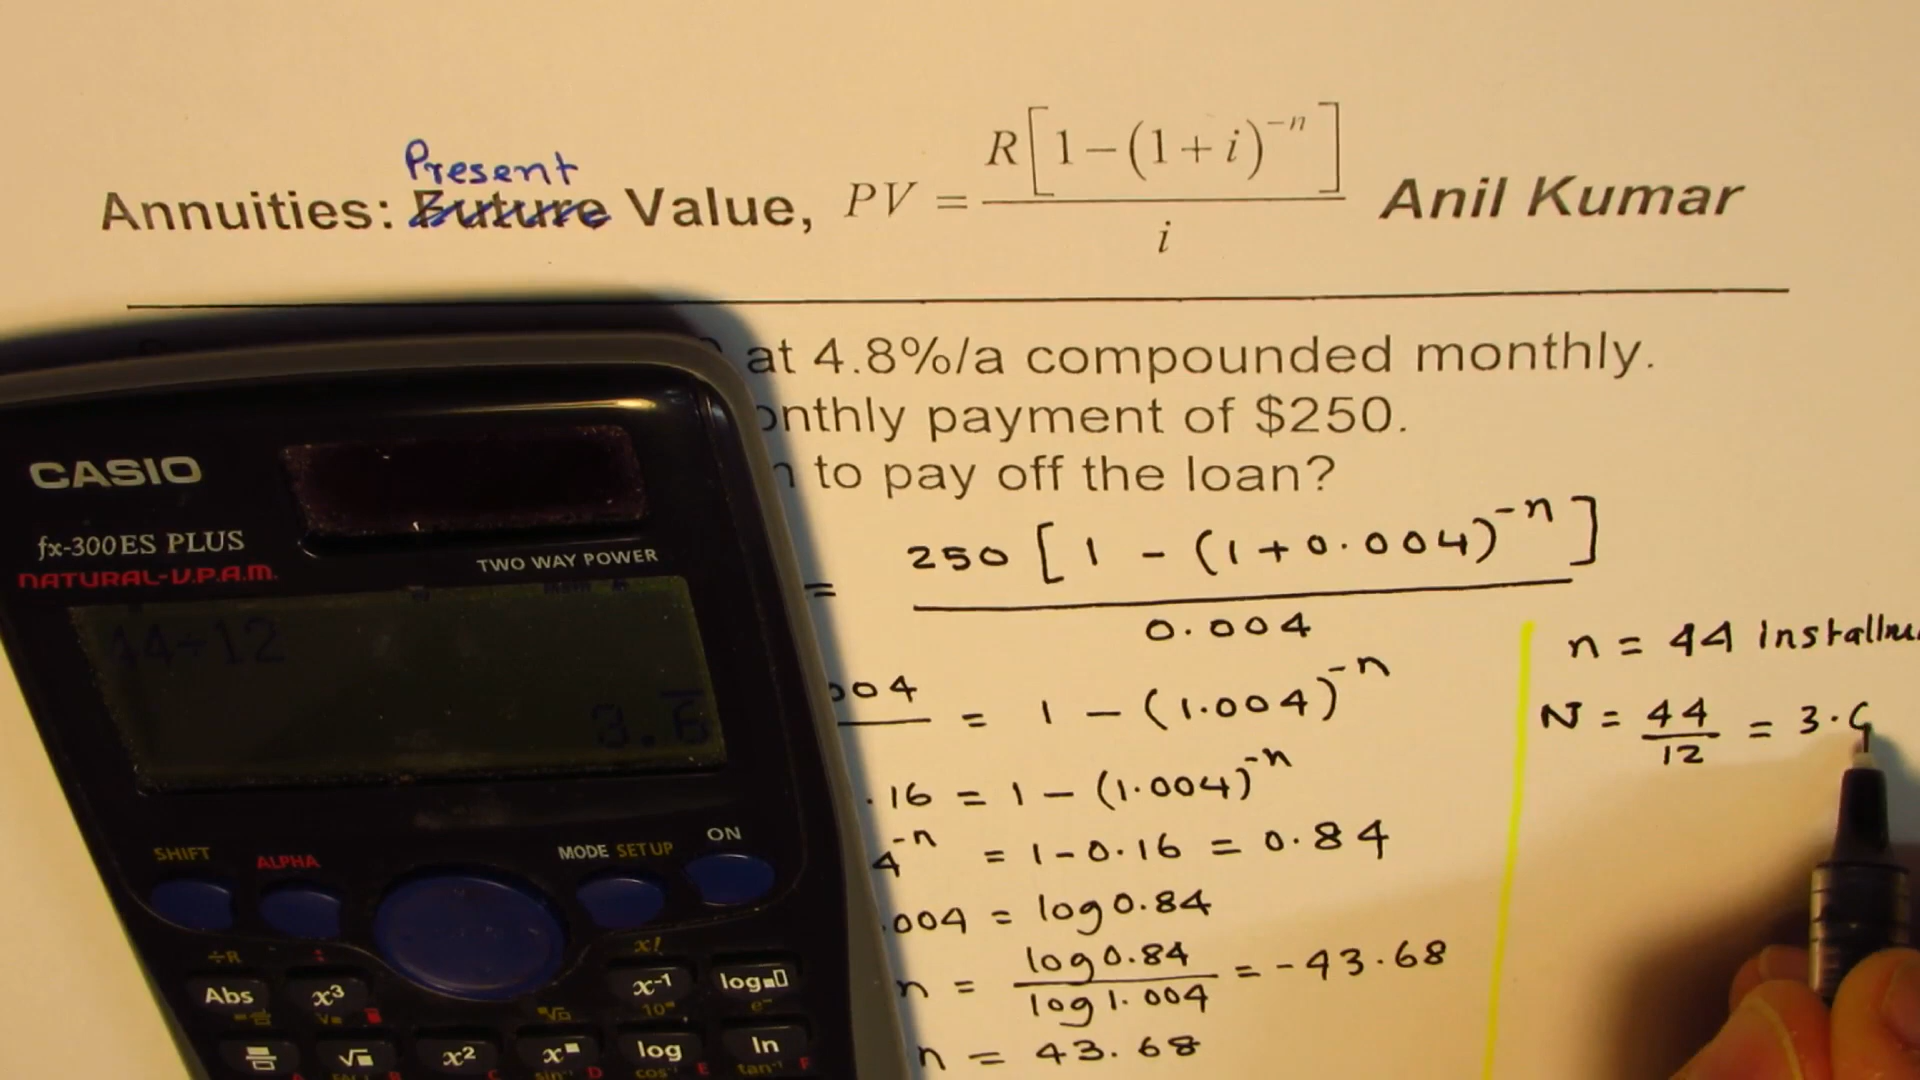 Present
Annuities: Future Value, PV = R[1-(1+i)^-n] / i Anil Kumar
at 4.8%/a compounded monthly.
onthly payment of $250.
n to pay off the loan?
= 250 [1 - (1+0.004)^-n] / 0.004
004 = 1 - (1.004)^-n
.16 = 1 - (1.004)^-n
4^-n = 1-0.16 = 0.84
.004 = log 0.84
n = log 0.84 / log 1.004 = -43.68
n = 43.68
n = 44 installm
N = 44/12 = 3.
CASIO
fx-300ES PLUS
NATURAL-V.P.A.M.
TWO WAY POWER
44÷12
3.6̅
SHIFT ALPHA MODE SETUP ON
÷R : x!
Abs x³ x⁻¹ log
x² x log ln